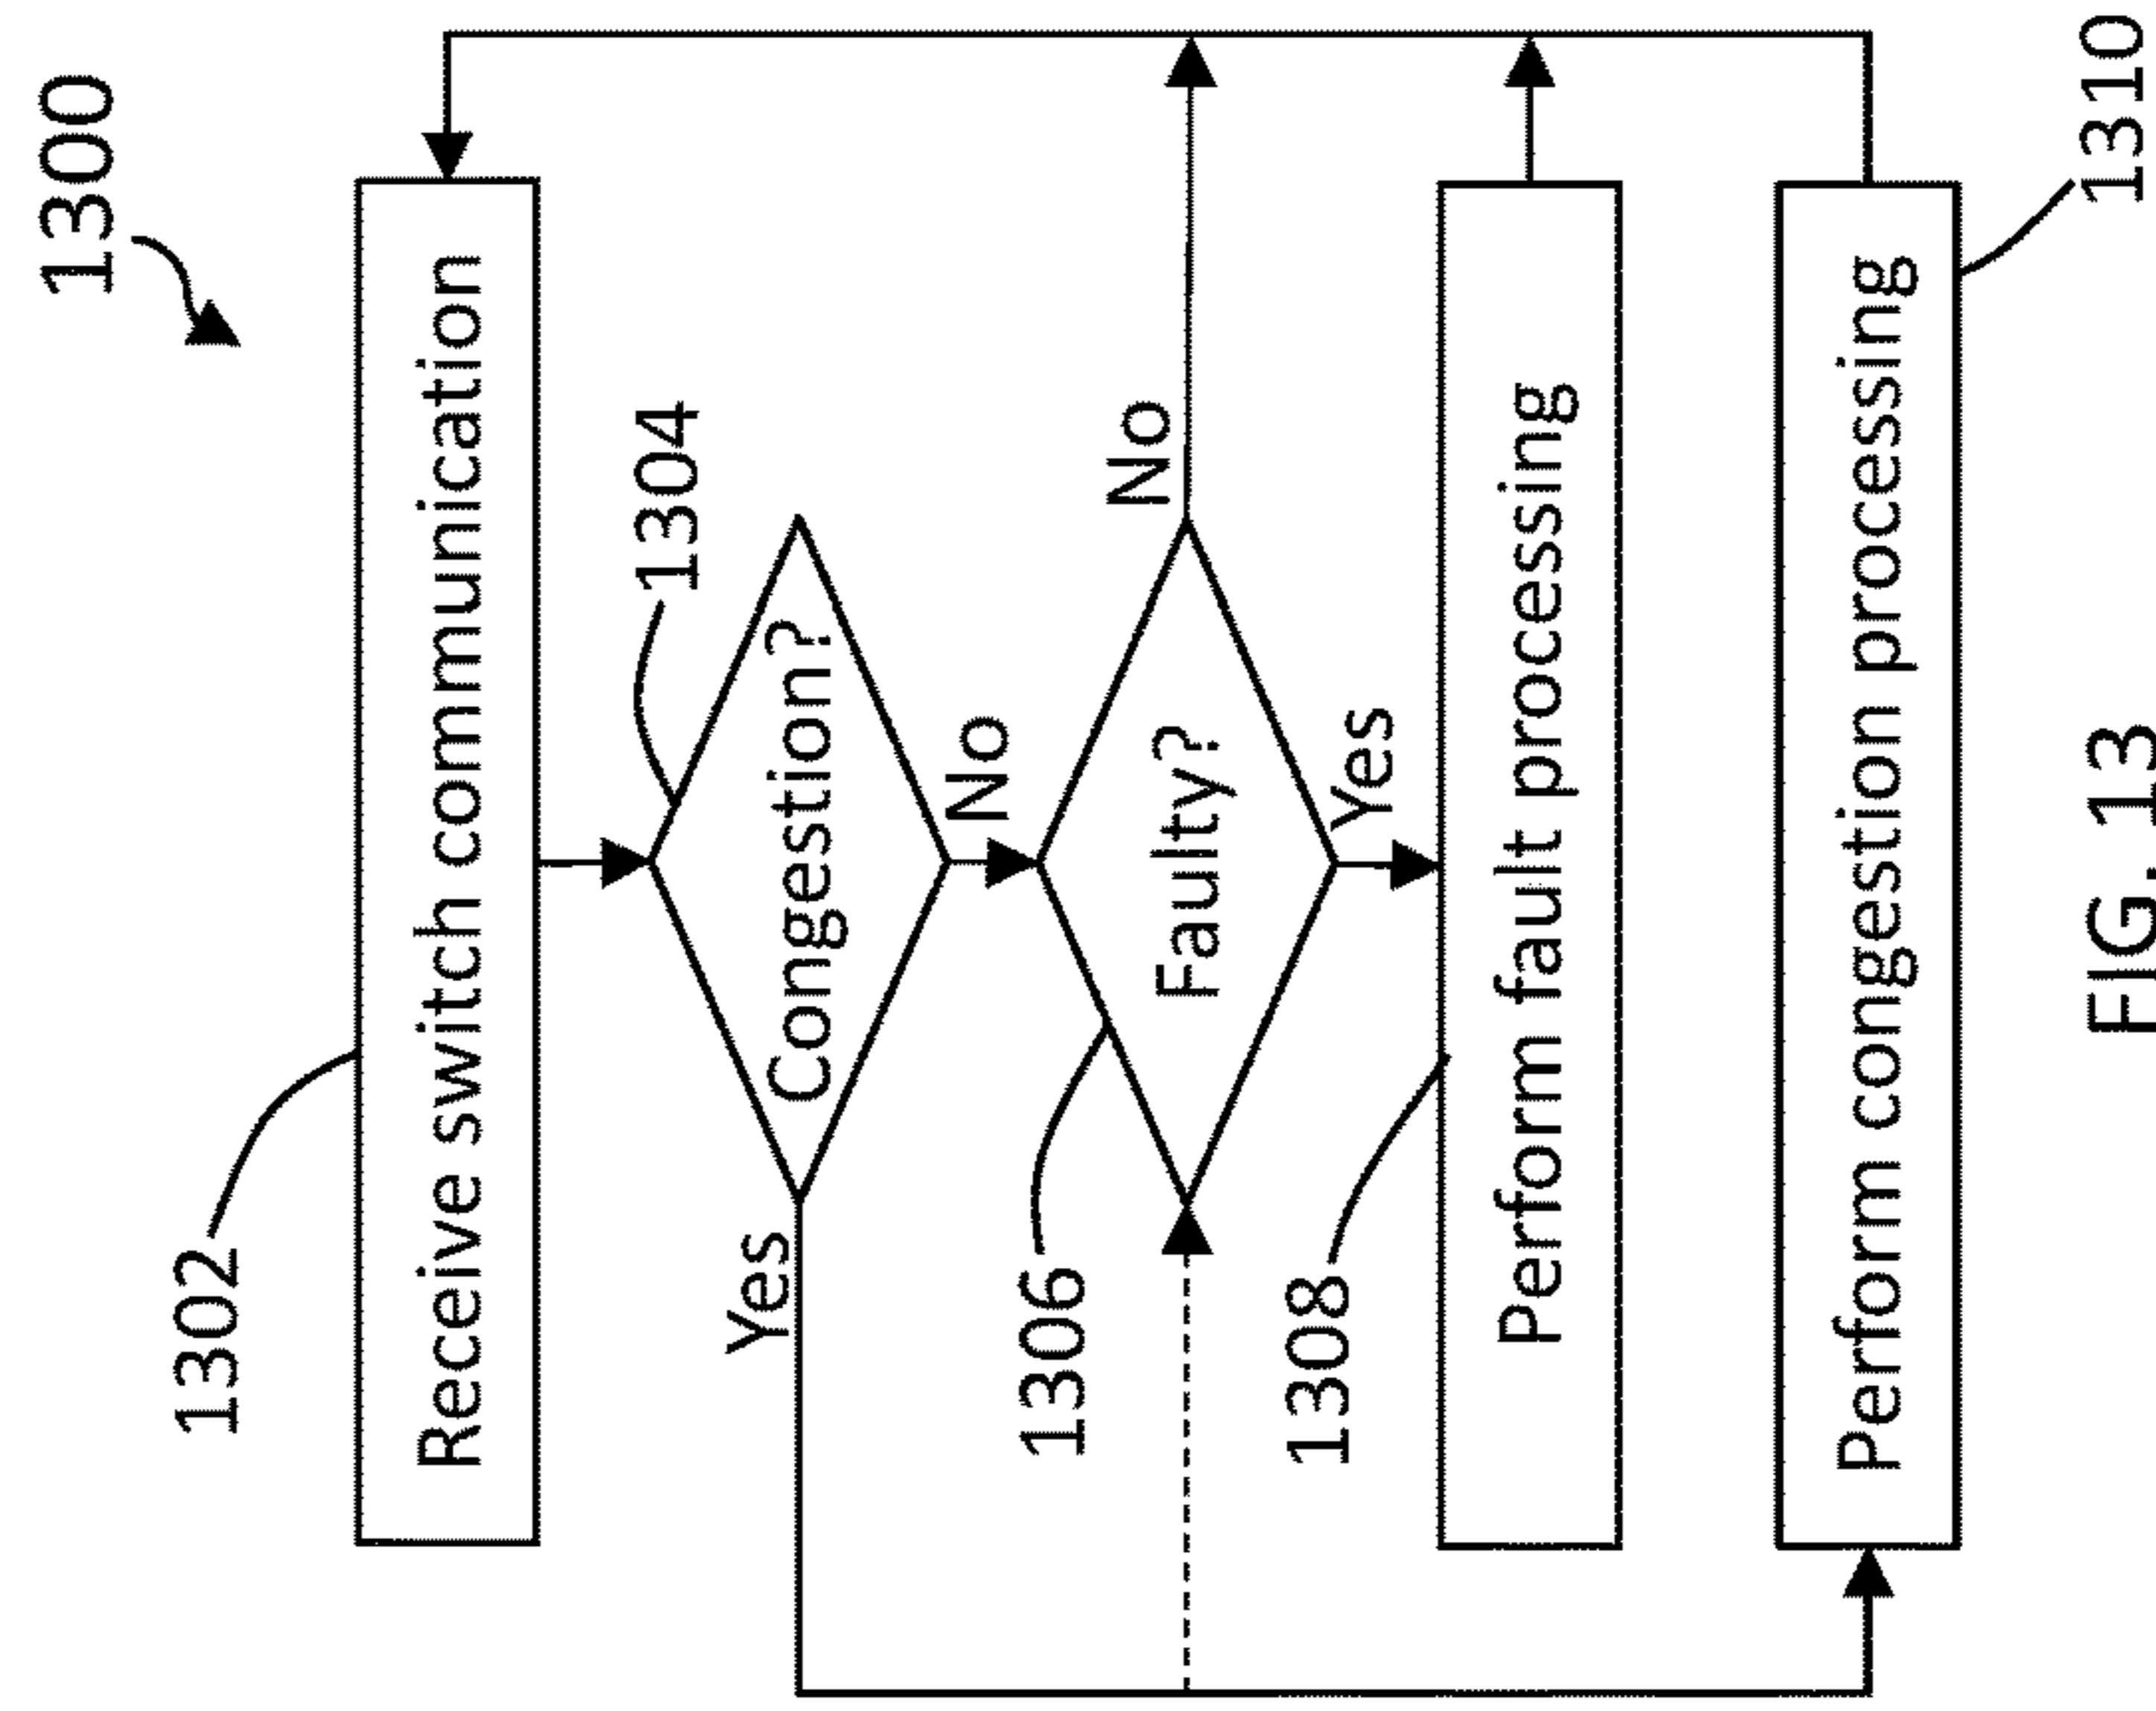 1300
1302
Receive switch communication
1304
Congestion?
Yes
No
1306
Faulty?
No
Yes
1308
Perform fault processing
Perform congestion processing
1310
FIG. 13